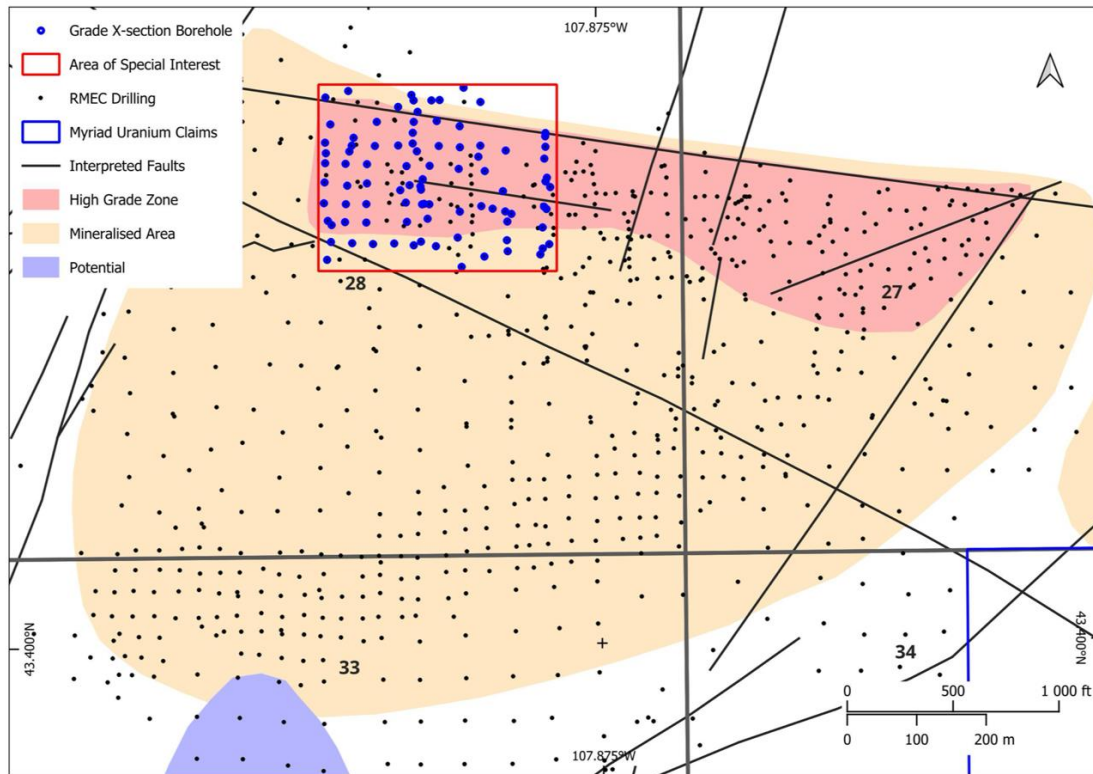 Grade X-section Borehole
Area of Special Interest
RMEC Drilling
Myriad Uranium Claims
Interpreted Faults
High Grade Zone
Mineralised Area
Potential
107.875°W
28
27
43.400°N
33
34
43.400°N
0 500 1 000 ft
0 100 200 m
107.875°W